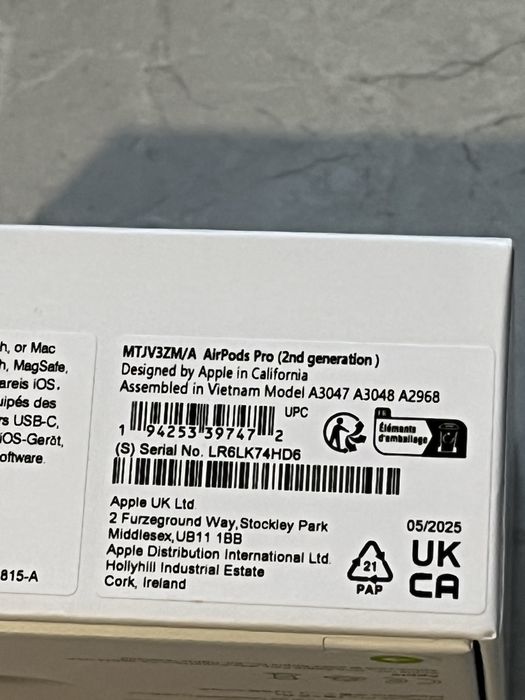 h, or Mac
h, MagSafe,
areis iOS.
uipés des
rs USB-C,
iOS-Gerät,
oftware.
815-A
MTJV3ZM/A AirPods Pro (2nd generation )
Designed by Apple in California
Assembled in Vietnam Model A3047 A3048 A2968
UPC
1 94253 39747 2
FR
Éléments
d'emballage
(S) Serial No. LR6LK74HD6
Apple UK Ltd
2 Furzeground Way,Stockley Park
Middlesex,UB11 1BB
Apple Distribution International Ltd.
Hollyhill Industrial Estate
Cork, Ireland
21
PAP
05/2025
UK
CA